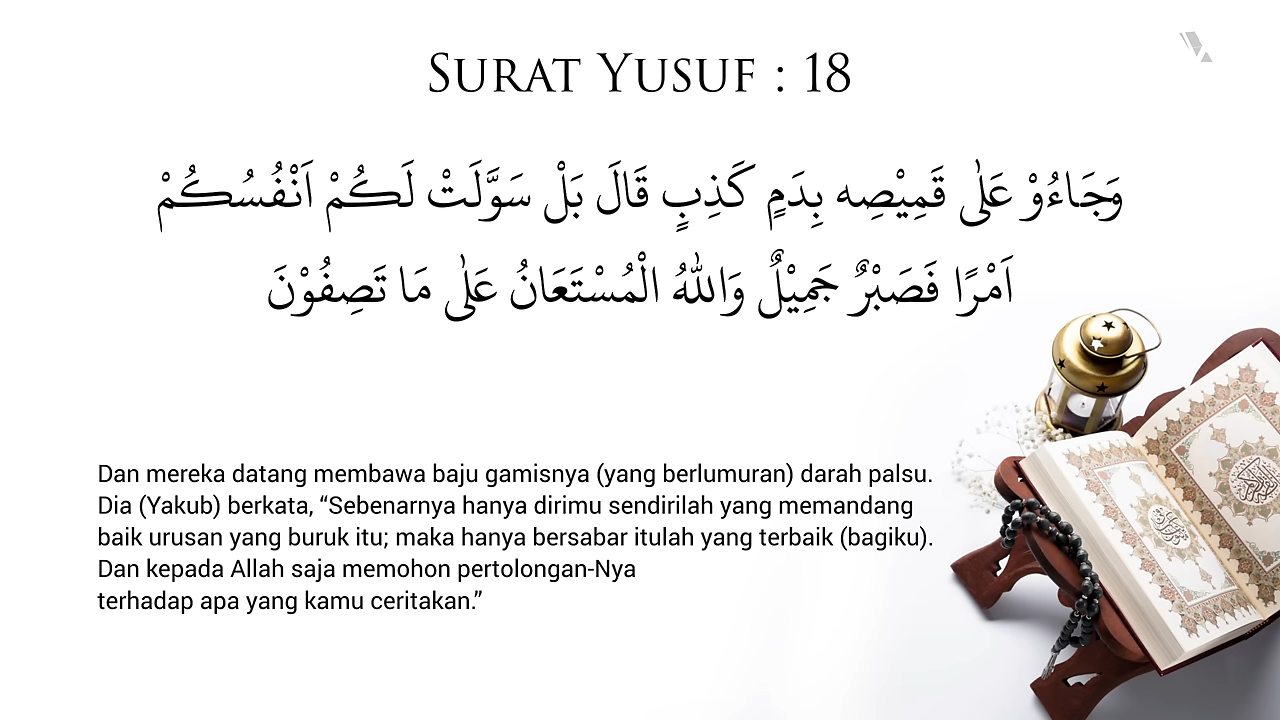 SURAT YUSUF : 18
وَجَاءُوْ عَلٰى قَمِيْصِه بِدَمٍ كَذِبٍ قَالَ بَلْ سَوَّلَتْ لَكُمْ اَنْفُسُكُمْ
اَمْرًا فَصَبْرٌ جَمِيْلٌ وَاللّٰهُ الْمُسْتَعَانُ عَلٰى مَا تَصِفُوْنَ
Dan mereka datang membawa baju gamisnya (yang berlumuran) darah palsu.
Dia (Yakub) berkata, “Sebenarnya hanya dirimu sendirilah yang memandang
baik urusan yang buruk itu; maka hanya bersabar itulah yang terbaik (bagiku).
Dan kepada Allah saja memohon pertolongan-Nya
terhadap apa yang kamu ceritakan.”